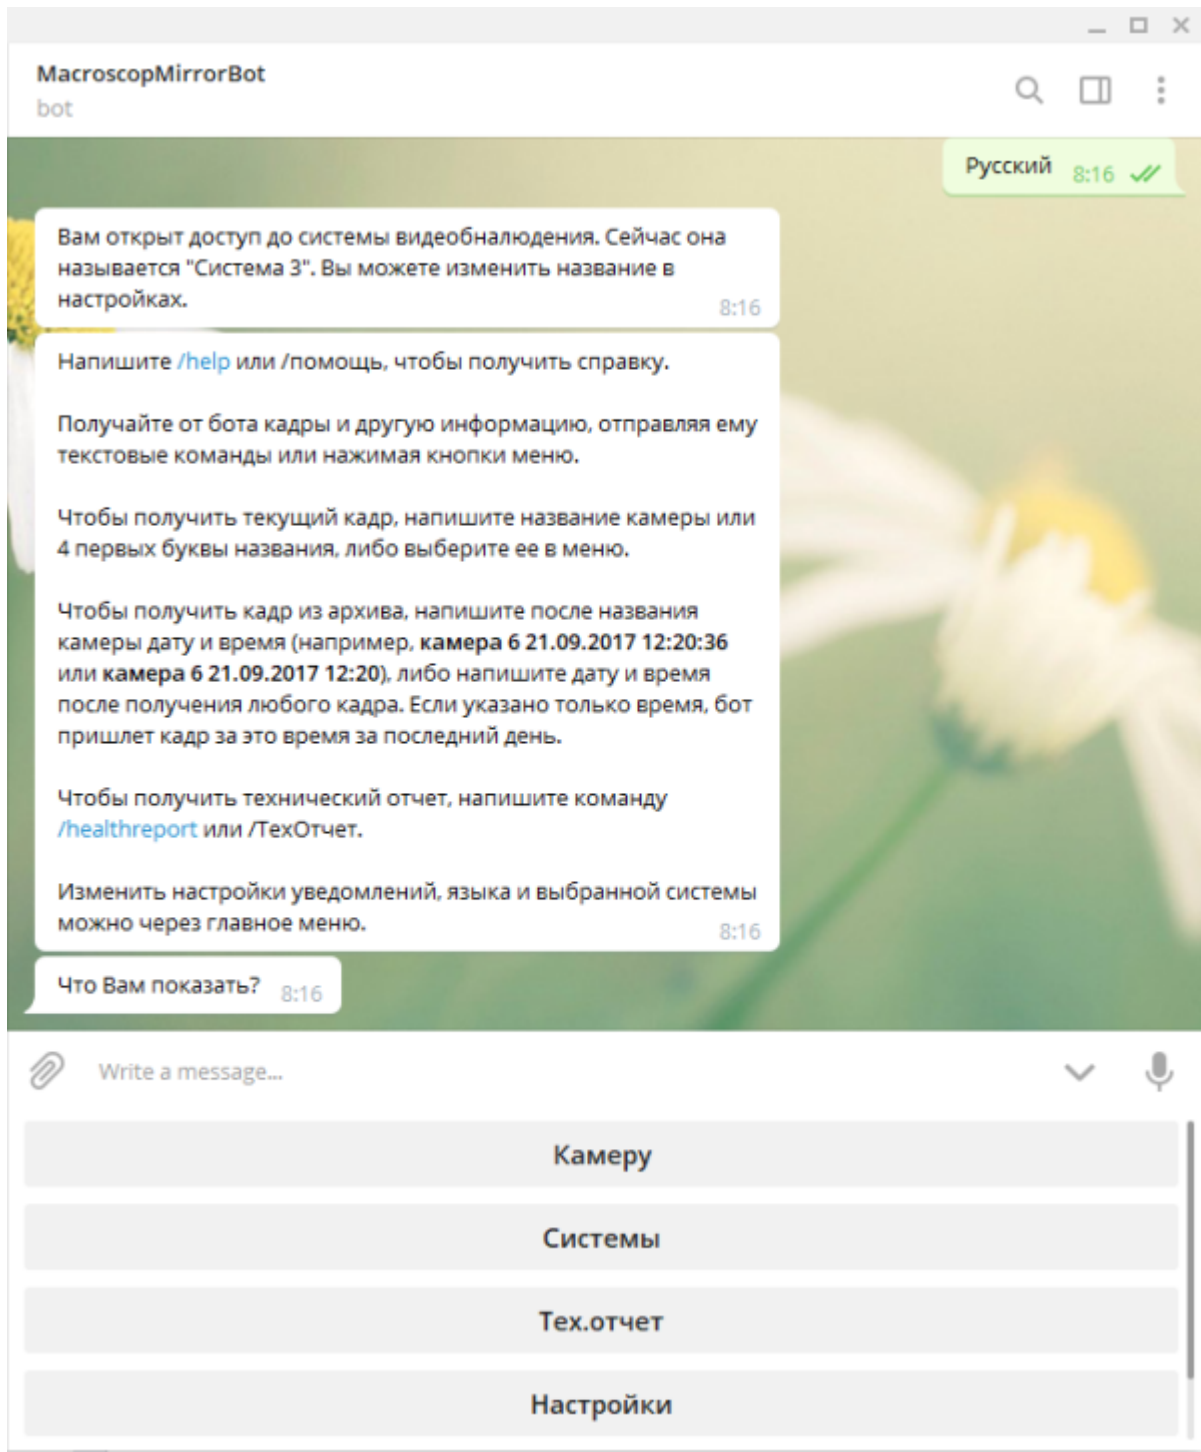 MacroscopMirrorBot
bot
Русский 8:16
Вам открыт доступ до системы видеобналюдения. Сейчас она
называется "Система 3". Вы можете изменить название в
настройках.
8:16
Напишите /help или /помощь, чтобы получить справку.
Получайте от бота кадры и другую информацию, отправляя ему
текстовые команды или нажимая кнопки меню.
Чтобы получить текущий кадр, напишите название камеры или
4 первых буквы названия, либо выберите ее в меню.
Чтобы получить кадр из архива, напишите после названия
камеры дату и время (например, камера 6 21.09.2017 12:20:36
или камера 6 21.09.2017 12:20), либо напишите дату и время
после получения любого кадра. Если указано только время, бот
пришлет кадр за это время за последний день.
Чтобы получить технический отчет, напишите команду
/healthreport или /ТехОтчет.
Изменить настройки уведомлений, языка и выбранной системы
можно через главное меню.
8:16
Что Вам показать? 8:16
Write a message...
Камеру
Системы
Тех.отчет
Настройки